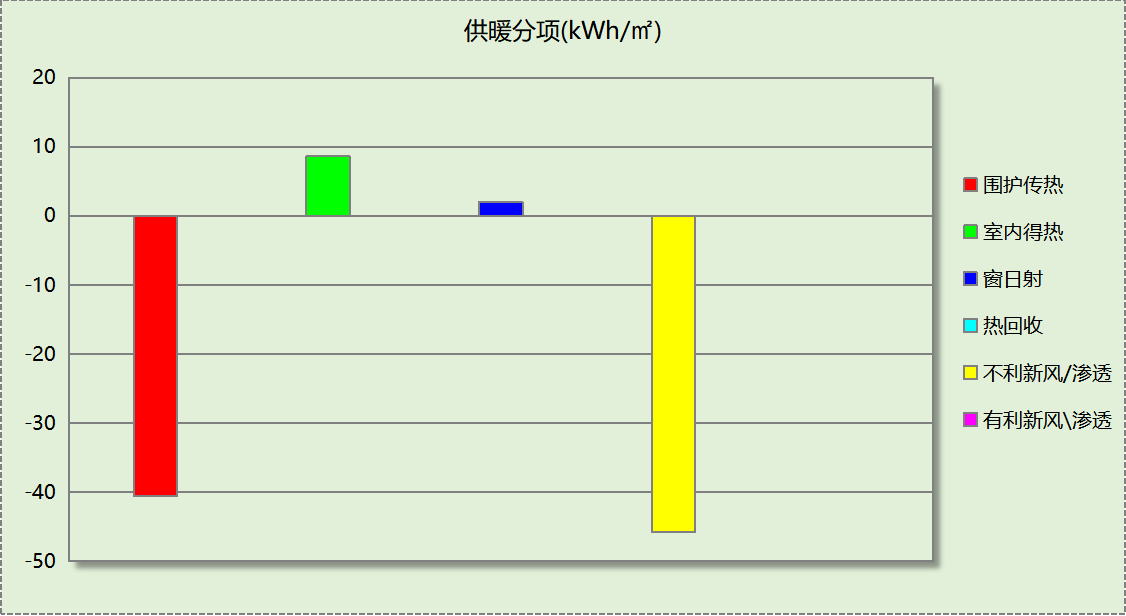 供暖分项(kWh/㎡)
20
10
0
-10
-20
-30
-40
-50
围护传热
室内得热
窗日射
热回收
不利新风/渗透
有利新风\渗透